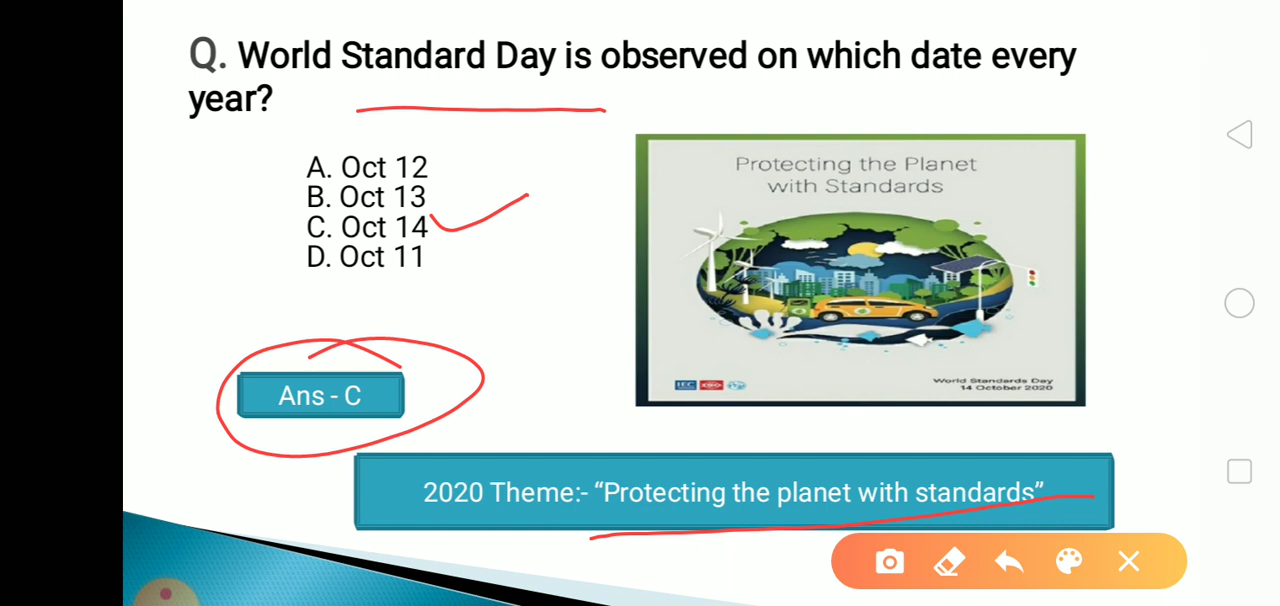 Q. World Standard Day is observed on which date every
year?
A. Oct 12
B. Oct 13
C. Oct 14
D. Oct 11
Protecting the Planet
with Standards
IEC ISO
World Standards Day
14 October 2020
Ans - C
2020 Theme:- “Protecting the planet with standards”